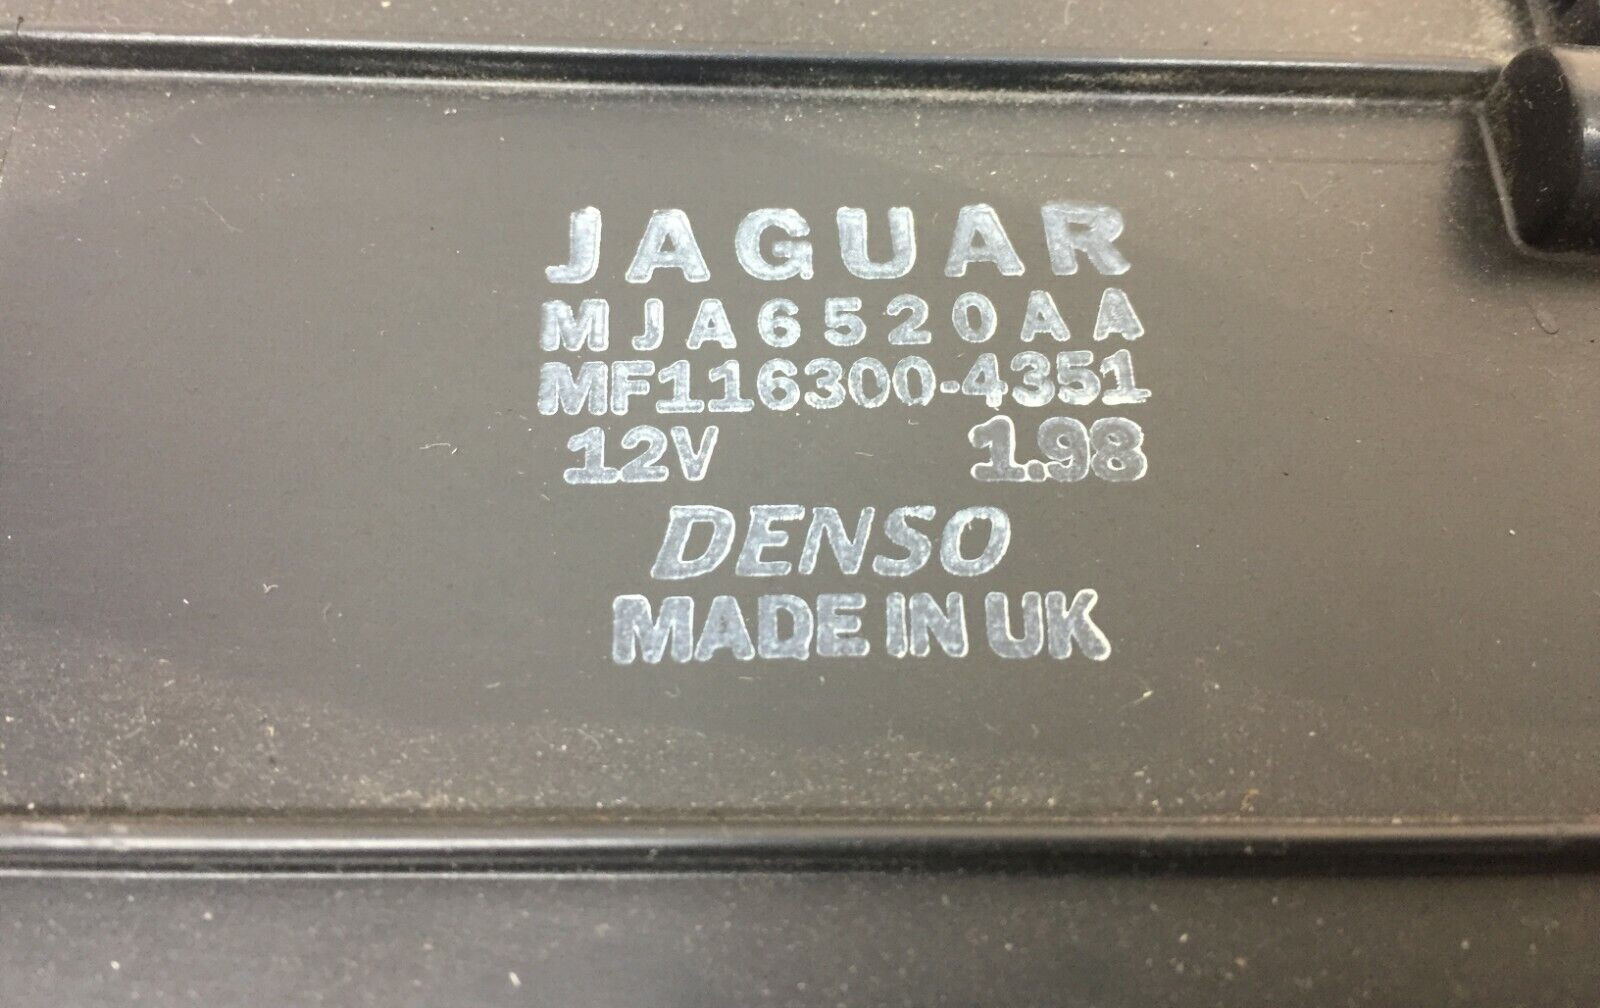 JAGUAR
MJA6520AA
MF116300-4351
12V 1.98
DENSO
MADE IN UK